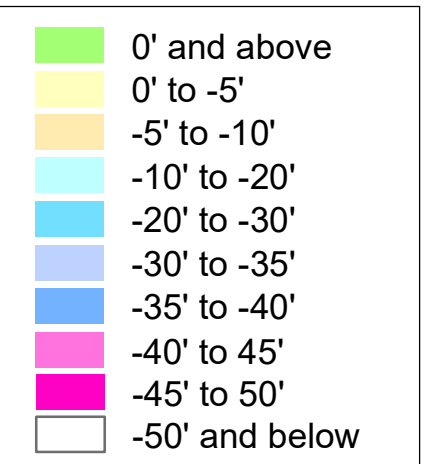 0' and above
0' to -5'
-5' to -10'
-10' to -20'
-20' to -30'
-30' to -35'
-35' to -40'
-40' to 45'
-45' to 50'
-50' and below